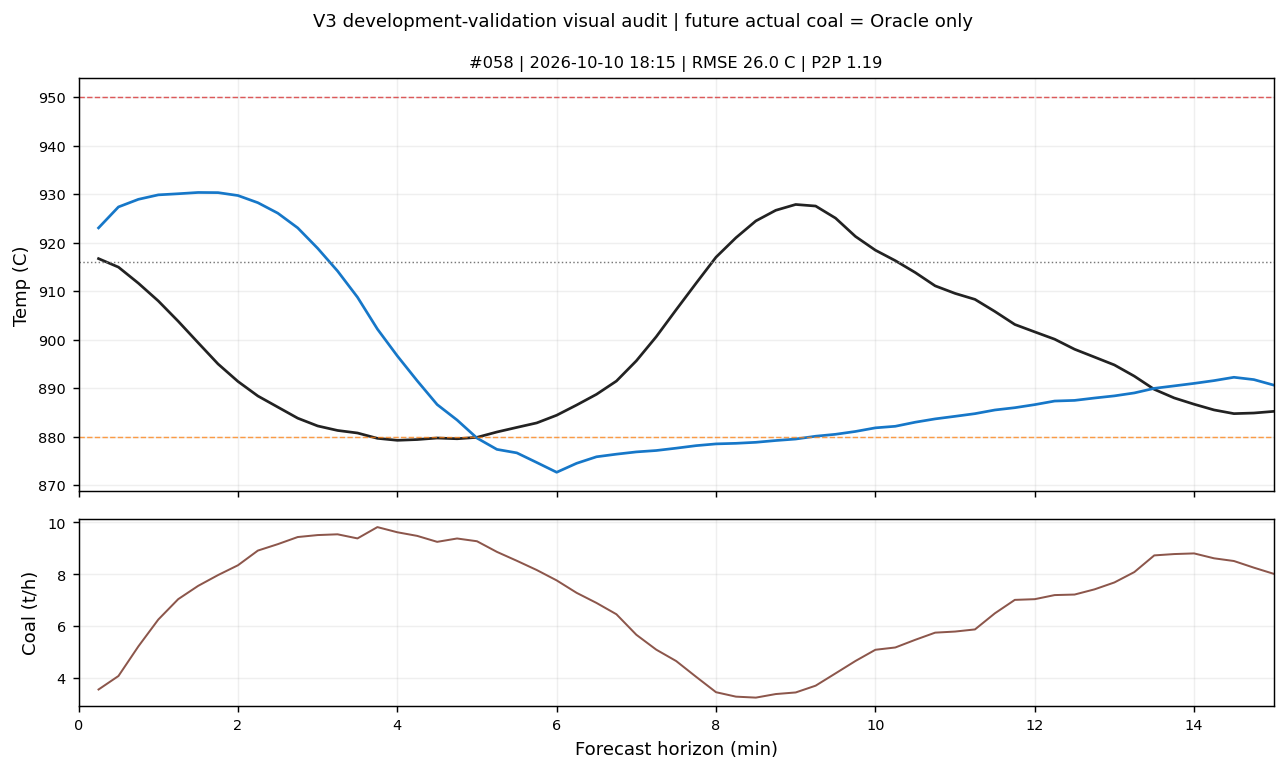 V3 development-validation visual audit | future actual coal = Oracle only
#058 | 2026-10-10 18:15 | RMSE 26.0 C | P2P 1.19
Temp (C)
950
940
930
920
910
900
890
880
870
Coal (t/h)
10
8
6
4
0 2 4 6 8 10 12 14
Forecast horizon (min)